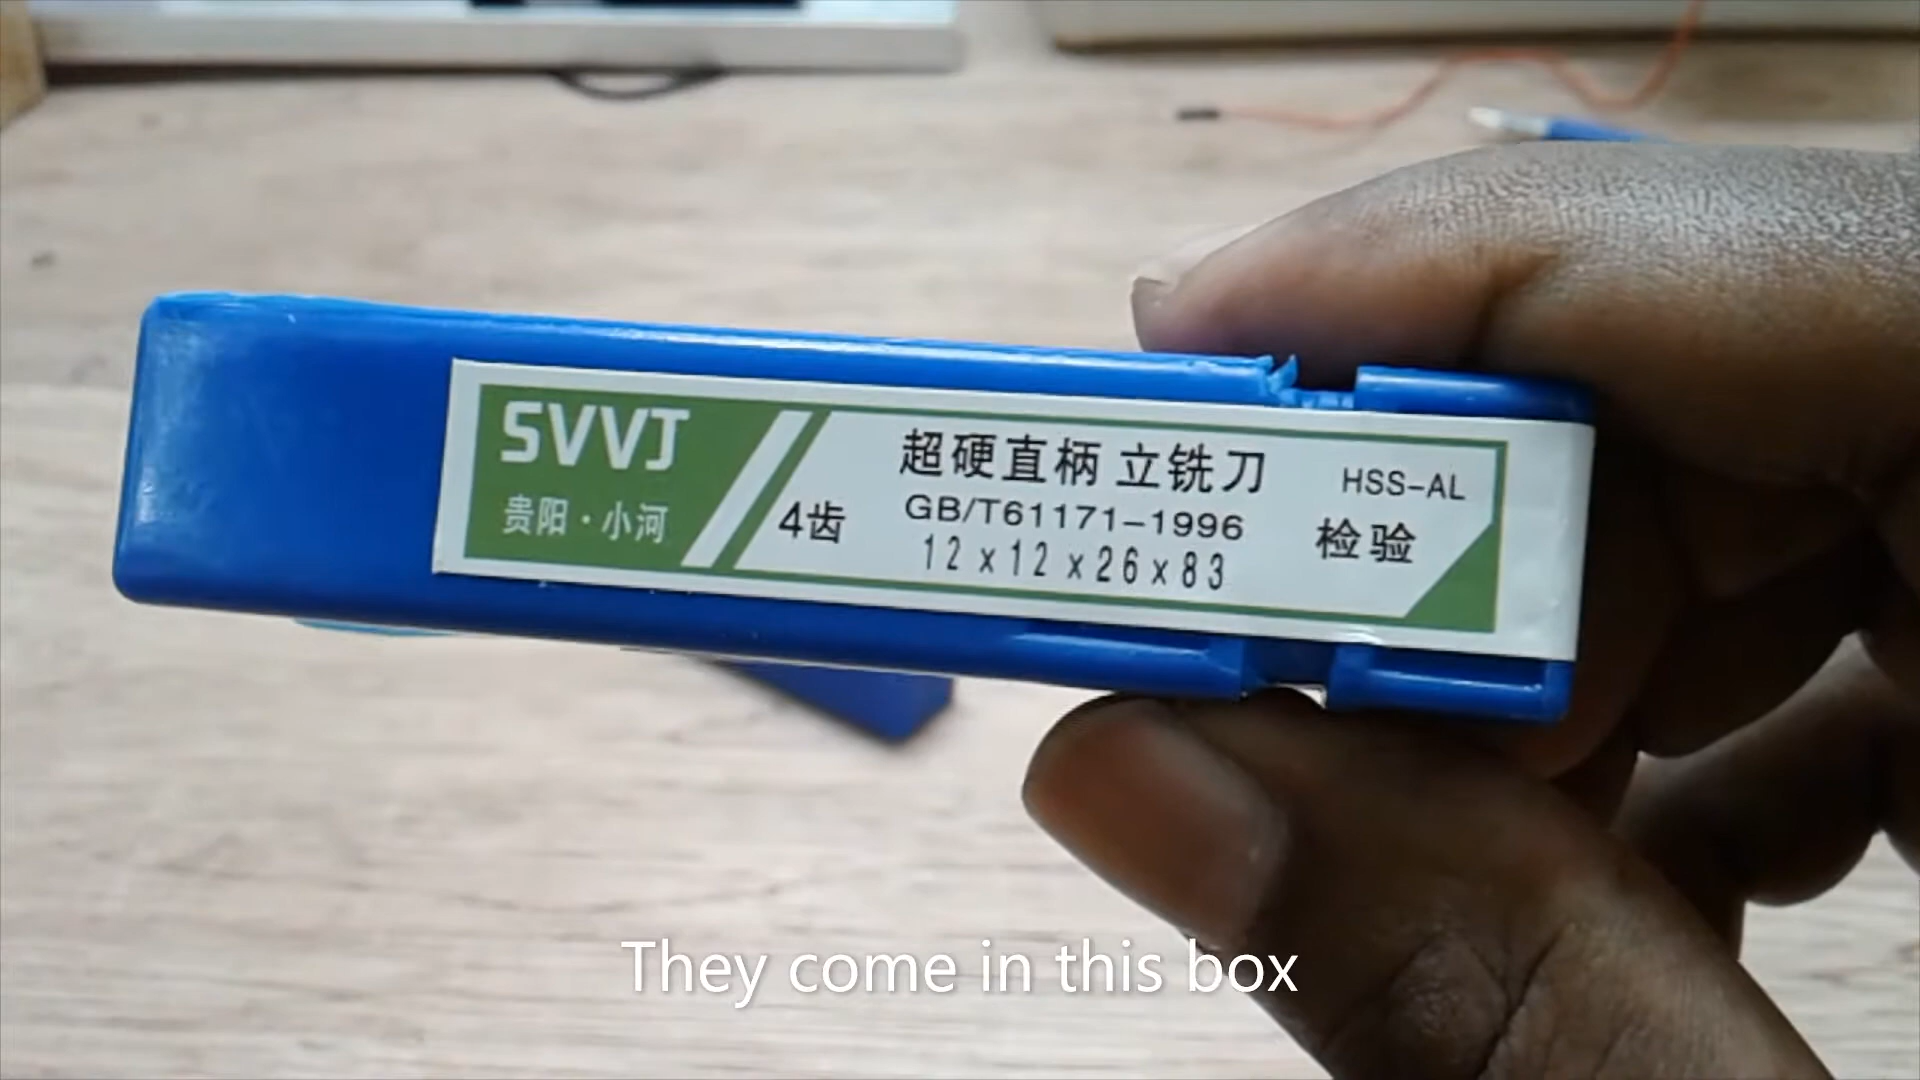 SVVJ
贵阳·小河
4齿
超硬直柄 立铣刀
GB/T61171-1996
12x12x26x83
HSS-AL
检验
They come in this box